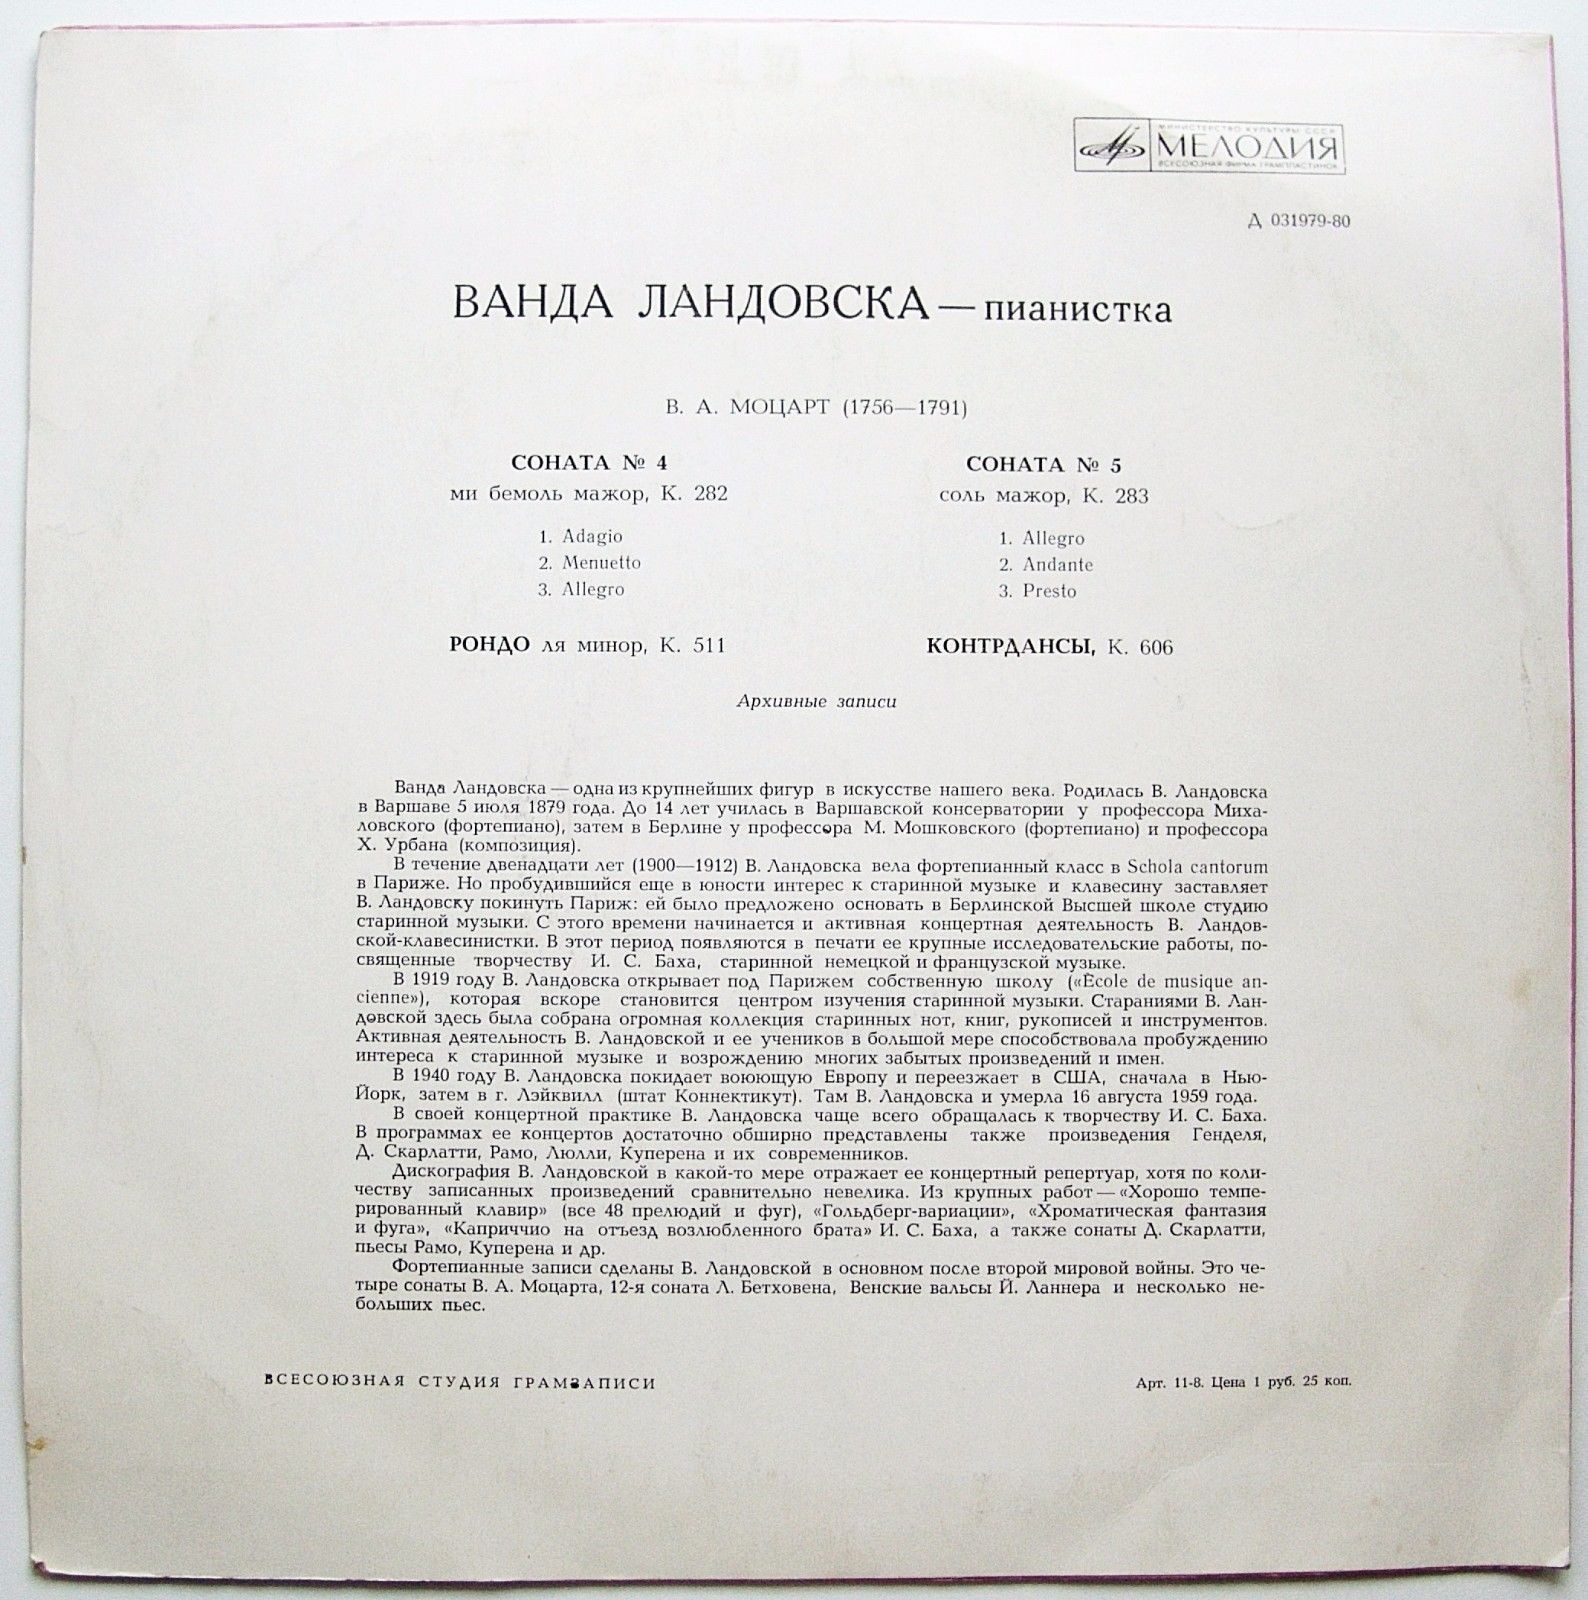 МИНИСТЕРСТВО КУЛЬТУРЫ СССР
МЕЛОДИЯ
ВСЕСОЮЗНАЯ ФИРМА ГРАМПЛАСТИНОК
Д 031979-80
ВАНДА ЛАНДОВСКА — пианистка
В. А. МОЦАРТ (1756—1791)
СОНАТА № 4
ми бемоль мажор, К. 282
1. Adagio
2. Menuetto
3. Allegro
РОНДО ля минор, К. 511
СОНАТА № 5
соль мажор, К. 283
1. Allegro
2. Andante
3. Presto
КОНТРДАНСЫ, К. 606
Архивные записи
Ванда Ландовска — одна из крупнейших фигур в искусстве нашего века. Родилась В. Ландовска
в Варшаве 5 июля 1879 года. До 14 лет училась в Варшавской консерватории у профессора Миха-
ловского (фортепиано), затем в Берлине у профессора М. Мошковского (фортепиано) и профессора
Х. Урбана (композиция).
В течение двенадцати лет (1900—1912) В. Ландовска вела фортепианный класс в Schola cantorum
в Париже. Но пробудившийся еще в юности интерес к старинной музыке и клавесину заставляет
В. Ландовску покинуть Париж: ей было предложено основать в Берлинской Высшей школе студию
старинной музыки. С этого времени начинается и активная концертная деятельность В. Ландов-
ской-клавесинистки. В этот период появляются в печати ее крупные исследовательские работы, по-
священные творчеству И. С. Баха, старинной немецкой и французской музыке.
В 1919 году В. Ландовска открывает под Парижем собственную школу («École de musique an-
cienne»), которая вскоре становится центром изучения старинной музыки. Стараниями В. Лан-
довской здесь была собрана огромная коллекция старинных нот, книг, рукописей и инструментов.
Активная деятельность В. Ландовской и ее учеников в большой мере способствовала пробуждению
интереса к старинной музыке и возрождению многих забытых произведений и имен.
В 1940 году В. Ландовска покидает воюющую Европу и переезжает в США, сначала в Нью-
Йорк, затем в г. Лэйквилл (штат Коннектикут). Там В. Ландовска и умерла 16 августа 1959 года.
В своей концертной практике В. Ландовска чаще всего обращалась к творчеству И. С. Баха.
В программах ее концертов достаточно обширно представлены также произведения Генделя,
Д. Скарлатти, Рамо, Люлли, Куперена и их современников.
Дискография В. Ландовской в какой-то мере отражает ее концертный репертуар, хотя по коли-
честву записанных произведений сравнительно невелика. Из крупных работ — «Хорошо темпе-
рированный клавир» (все 48 прелюдий и фуг), «Гольдберг-вариации», «Хроматическая фантазия
и фуга», «Каприччио на отъезд возлюбленного брата» И. С. Баха, а также сонаты Д. Скарлатти,
пьесы Рамо, Куперена и др.
Фортепианные записи сделаны В. Ландовской в основном после второй мировой войны. Это че-
тыре сонаты В. А. Моцарта, 12-я соната Л. Бетховена, Венские вальсы Й. Ланнера и несколько не-
больших пьес.
ВСЕСОЮЗНАЯ СТУДИЯ ГРАМЗАПИСИ
Арт. 11-8. Цена 1 руб. 25 коп.